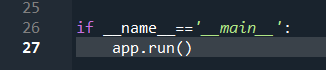 25
26 if __name__=='__main__':
27     app.run()